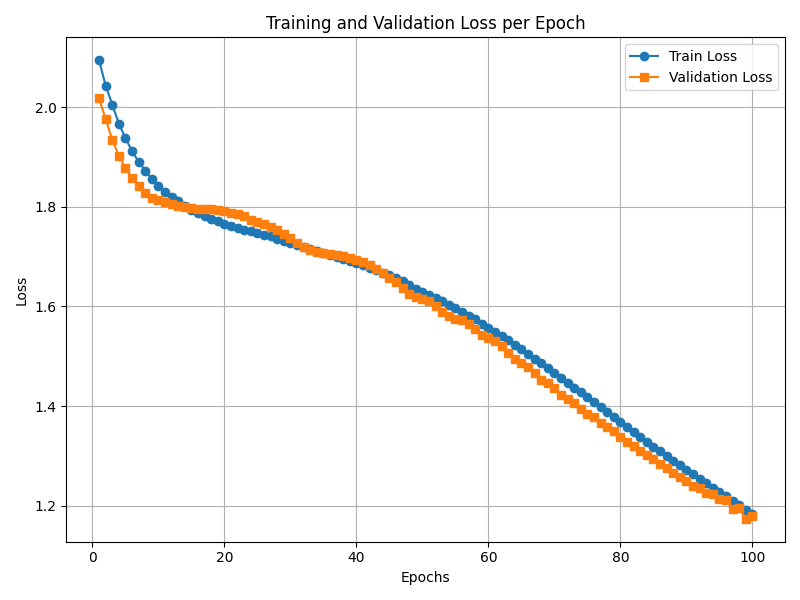 Training and Validation Loss per Epoch
Train Loss
Validation Loss
2.0
1.8
1.6
1.4
1.2
Loss
0 20 40 60 80 100
Epochs